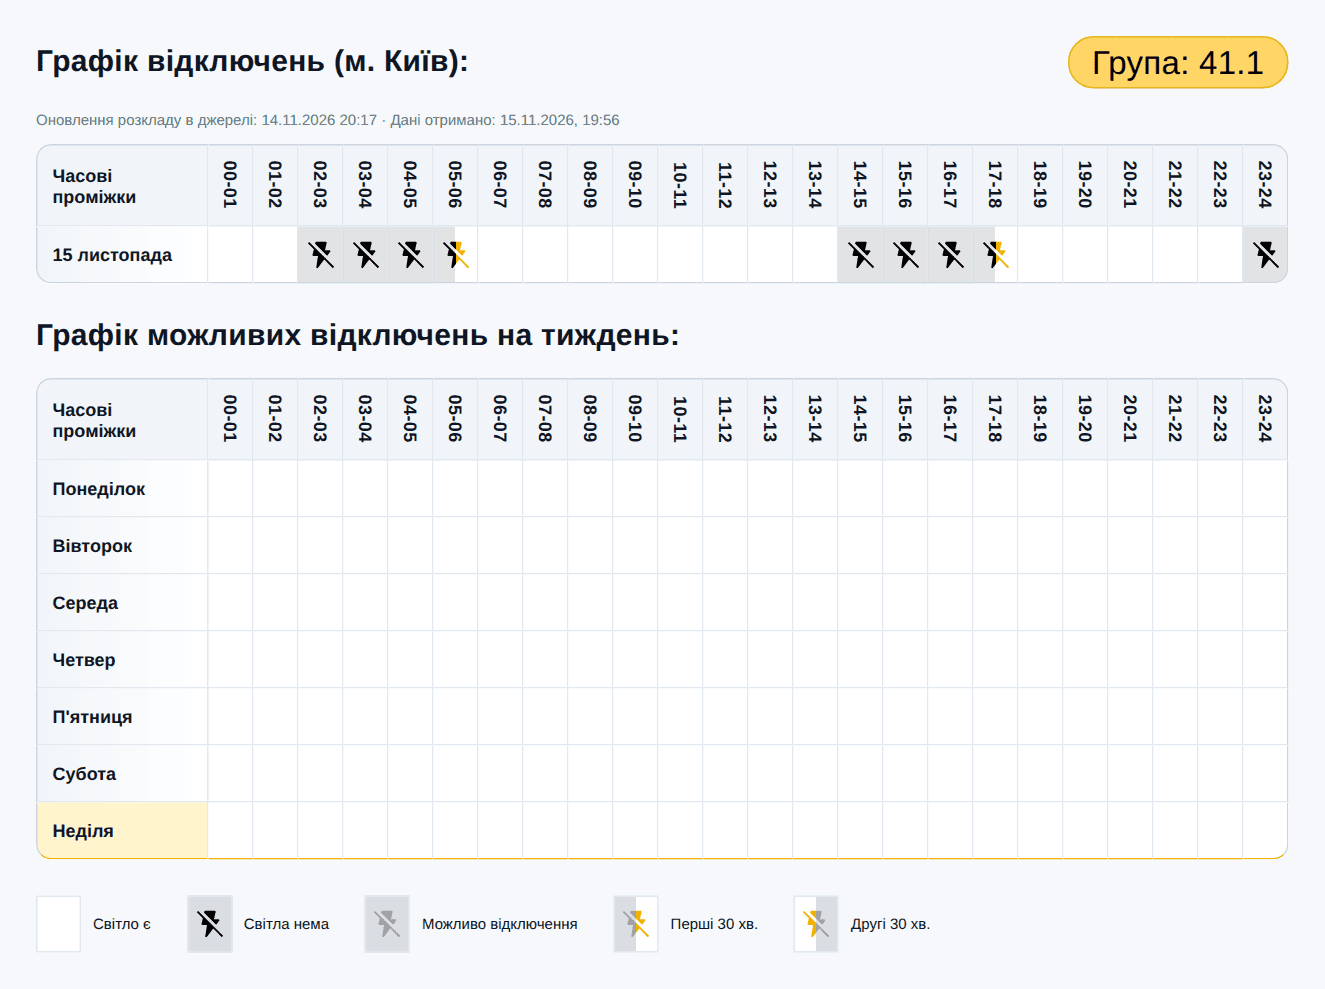 Графік відключень (м. Київ):
Група: 41.1
Оновлення розкладу в джерелі: 14.11.2026 20:17 · Дані отримано: 15.11.2026, 19:56
Часові проміжки 00-01 01-02 02-03 03-04 04-05 05-06 06-07 07-08 08-09 09-10 10-11 11-12 12-13 13-14 14-15 15-16 16-17 17-18 18-19 19-20 20-21 21-22 22-23 23-24
15 листопада
Графік можливих відключень на тиждень:
Часові проміжки 00-01 01-02 02-03 03-04 04-05 05-06 06-07 07-08 08-09 09-10 10-11 11-12 12-13 13-14 14-15 15-16 16-17 17-18 18-19 19-20 20-21 21-22 22-23 23-24
Понеділок
Вівторок
Середа
Четвер
П'ятниця
Субота
Неділя
Світло є Світла нема Можливо відключення Перші 30 хв. Другі 30 хв.